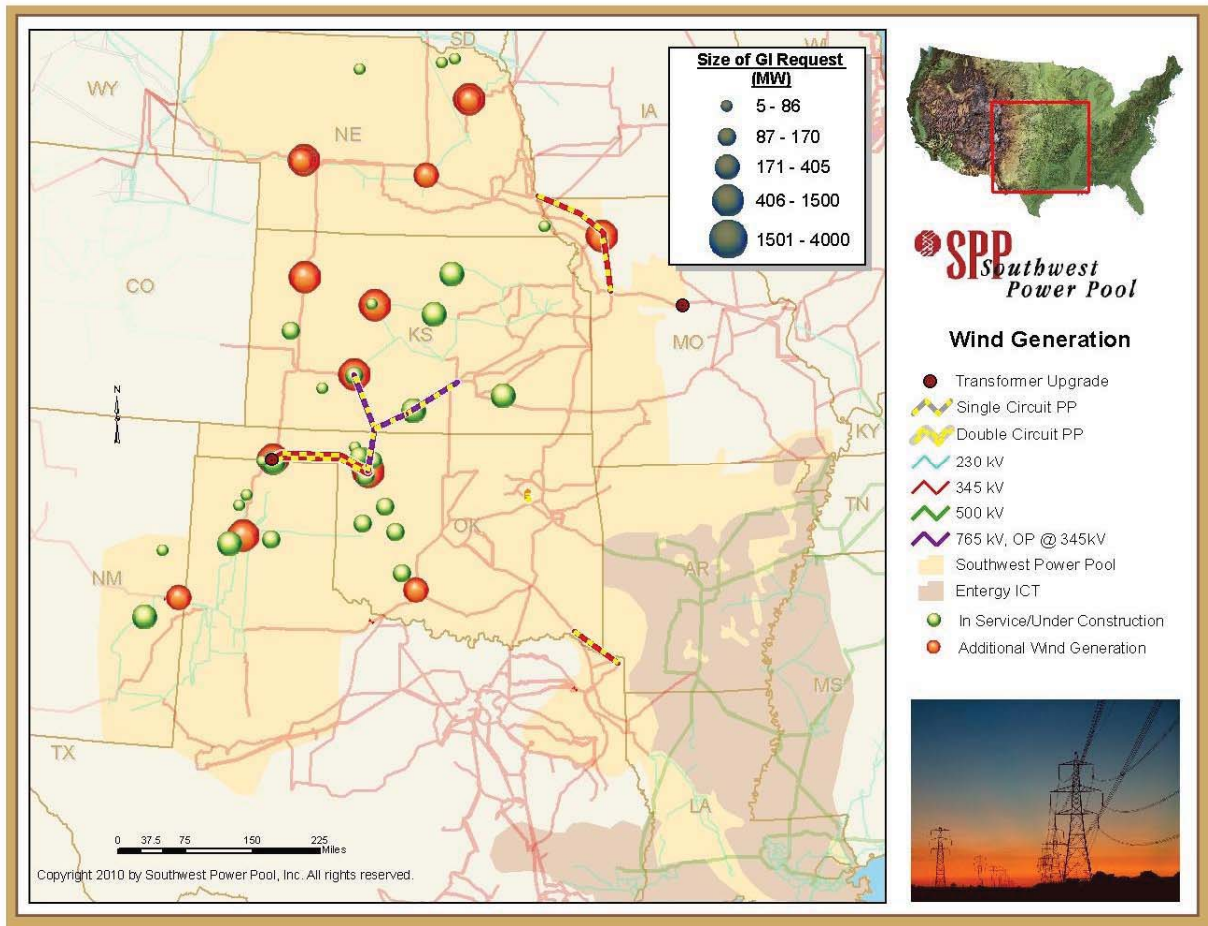 SD
WI
WY
NE
IA
Size of GI Request
(MW)
5 - 86
87 - 170
171 - 405
406 - 1500
1501 - 4000
CO
KS
MO
N
KY
TN
OK
AR
NM
MS
TX
LA
0 37.5 75 150 225
Miles
Copyright 2010 by Southwest Power Pool, Inc. All rights reserved.
SPP
Southwest
Power Pool
Wind Generation
Transformer Upgrade
Single Circuit PP
Double Circuit PP
230 kV
345 kV
500 kV
765 kV, OP @ 345kV
Southwest Power Pool
Entergy ICT
In Service/Under Construction
Additional Wind Generation